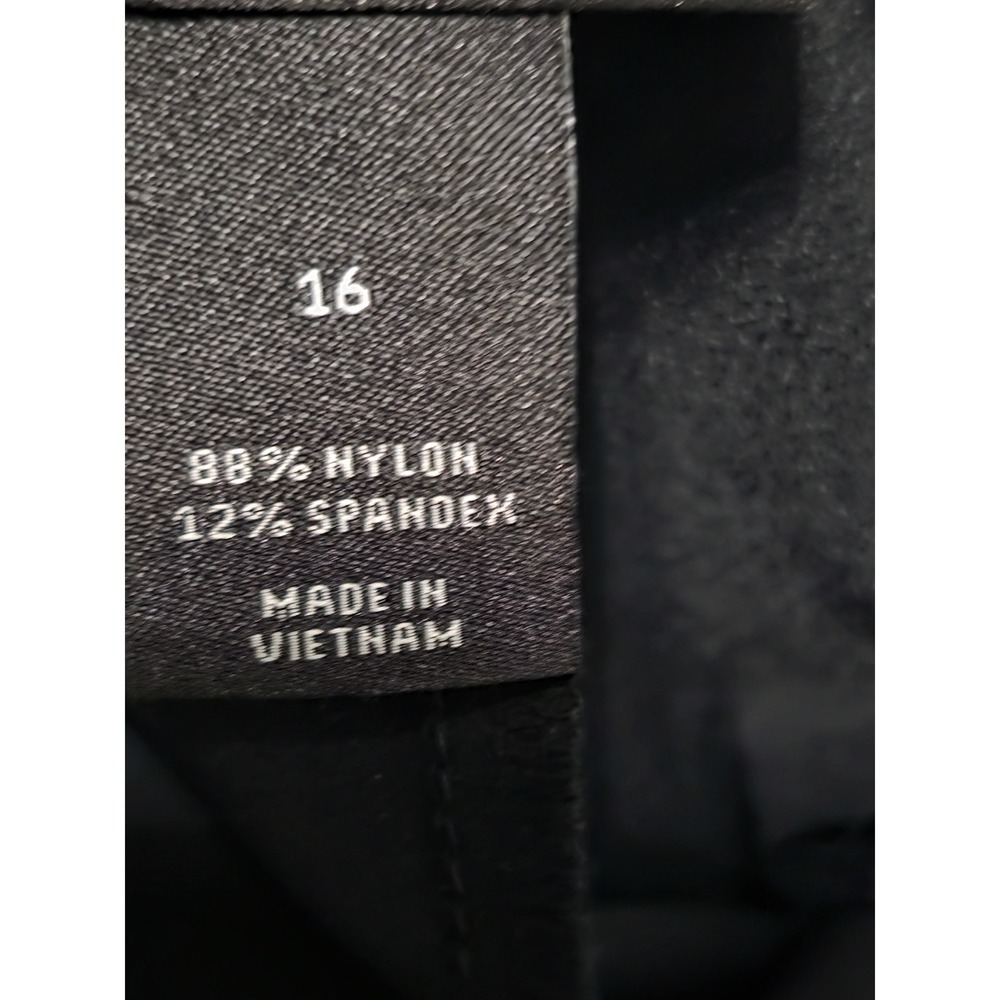 16
88% NYLON
12% SPANDEX
MADE IN
VIETNAM